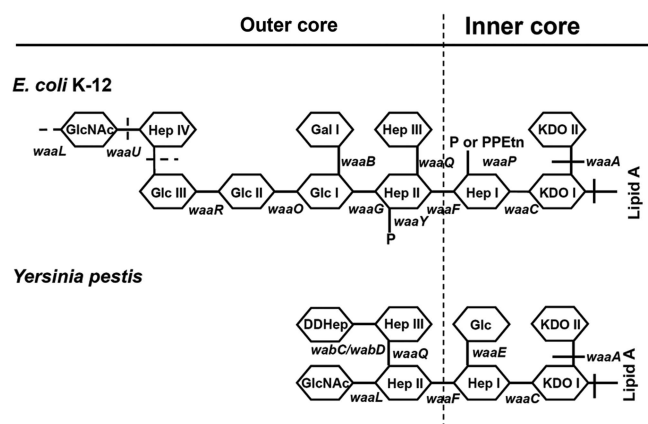 Outer core Inner core
E. coli K-12
GlcNAc Hep IV Gal I Hep III P or PPEtn KDO II
waaL waaU waaB waaQ waaP waaA
Glc III Glc II Glc I Hep II Hep I KDO I Lipid A
waaR waaO waaG waaY waaF waaC
P
Yersinia pestis
DDHep Hep III Glc KDO II
wabC/wabD waaQ waaE waaA
GlcNAc Hep II Hep I KDO I Lipid A
waaL waaF waaC